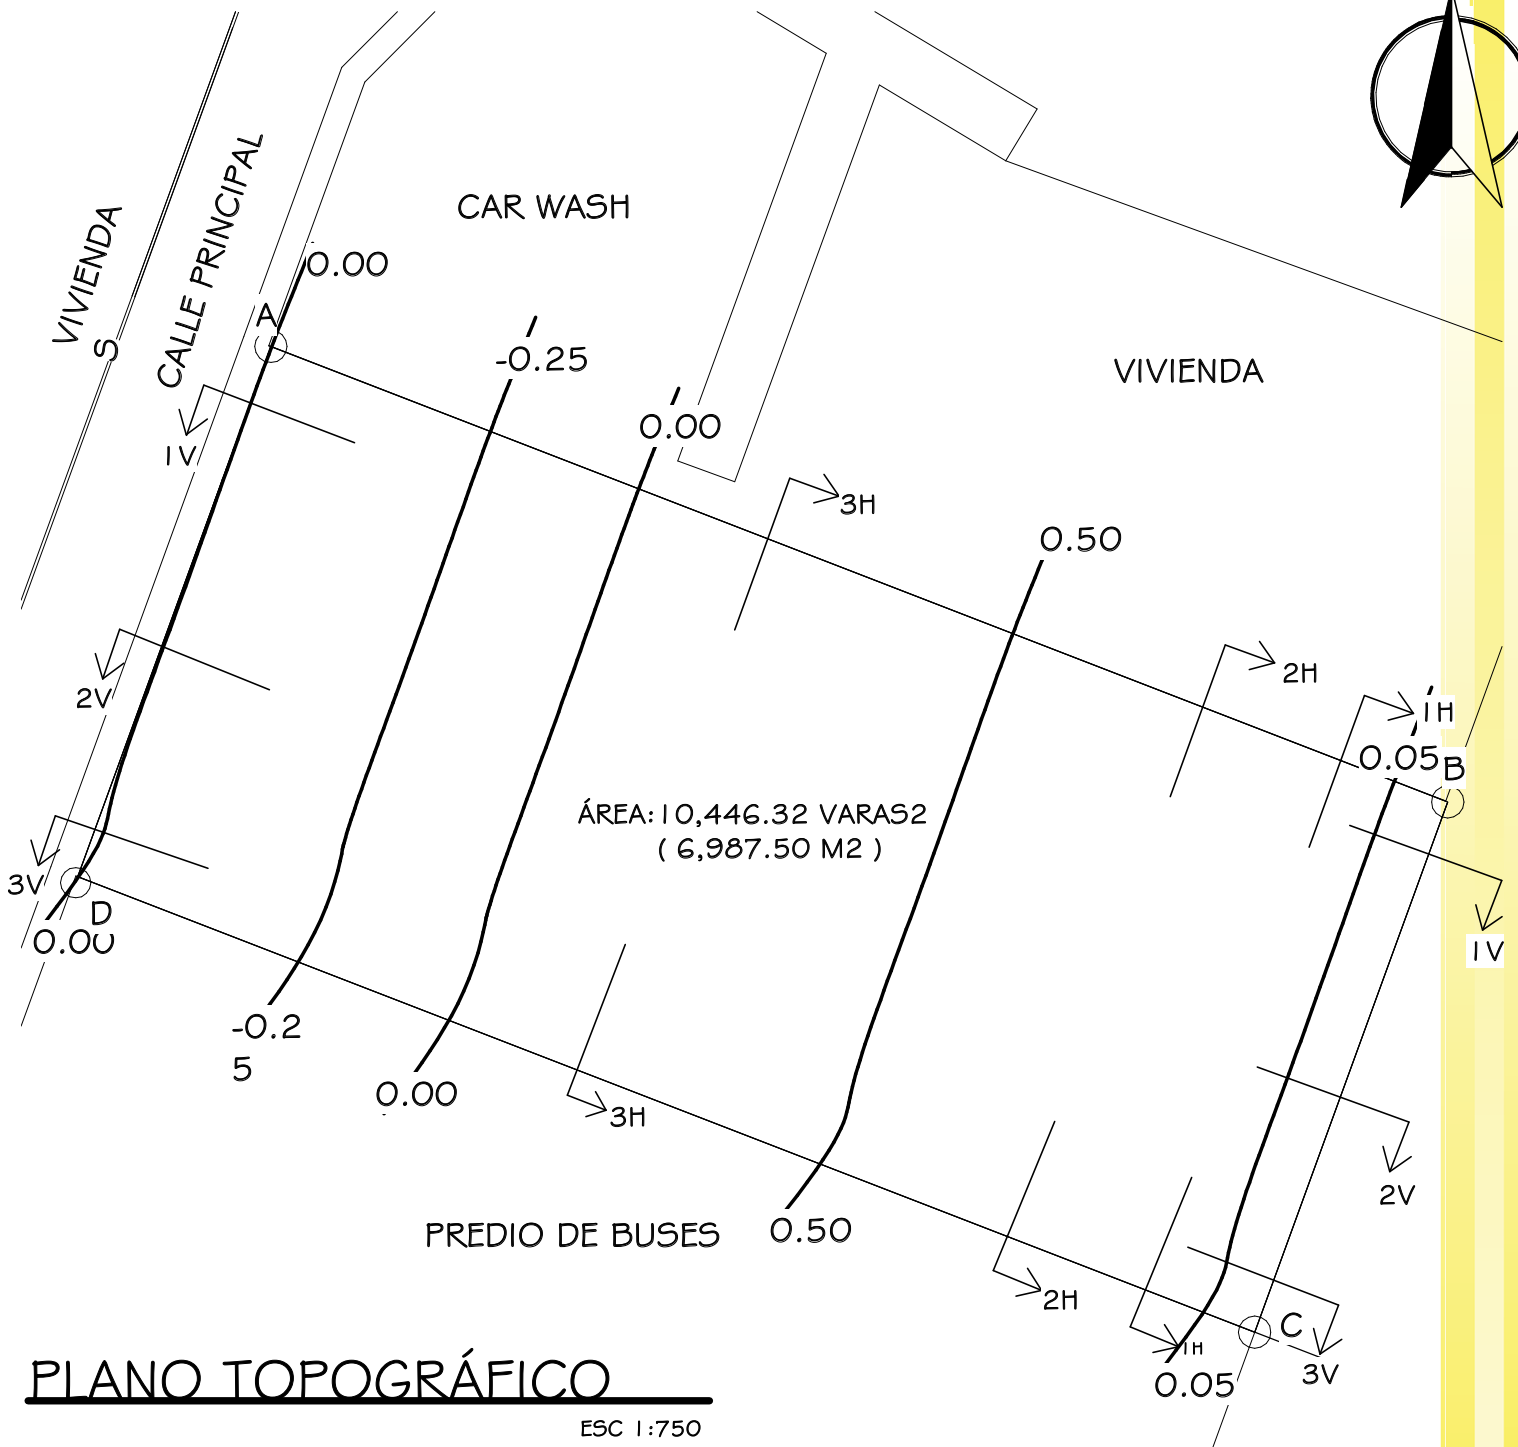 VIVIENDA
S
CALLE PRINCIPAL
CAR WASH
0.00
A
-0.25
VIVIENDA
0.00
1V
3H
0.50
2H
2V
1H
0.05
B
ÁREA:10,446.32 VARAS2
( 6,987.50 M2 )
3V
D
0.00
1V
-0.2
5
0.00
3H
2V
PREDIO DE BUSES
0.50
2H
C
1H
3V
0.05
PLANO TOPOGRÁFICO
ESC 1:750